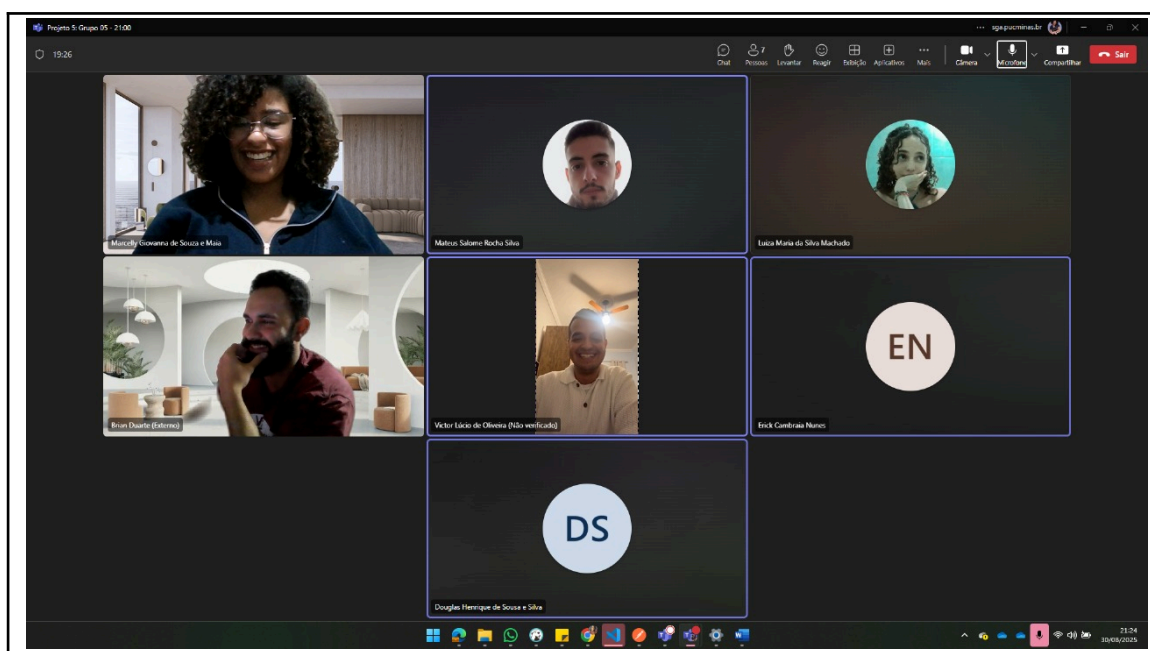 Projeto 5: Grupo 05 - 21:00
sga.pucminas.br
19:26
7
Chat
Pessoas
Levantar
Reagir
Exibição
Aplicativos
Mais
Câmera
Microfone
Compartilhar
Sair
Marcelly Giovanna de Souza e Maia
Mateus Salome Rocha Silva
Luiza Maria da Silva Machado
Brian Duarte (Externo)
Victor Lúcio de Oliveira (Não verificado)
EN
Erick Cambraia Nunes
DS
Douglas Henrique de Sousa e Silva
21:24
30/08/2025